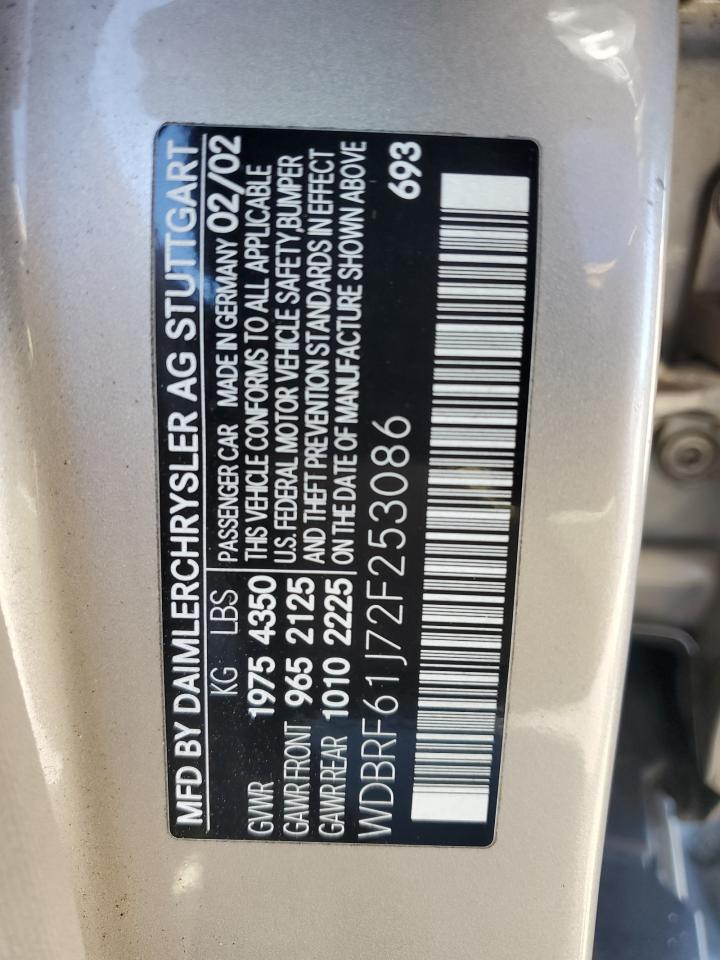 MFD BY DAIMLERCHRYSLER AG STUTTGART
KG LBS PASSENGER CAR MADE IN GERMANY 02/02
GVWR 1975 4350 THIS VEHICLE CONFORMS TO ALL APPLICABLE
U.S. FEDERAL MOTOR VEHICLE SAFETY,BUMPER
GAWR FRONT 965 2125 AND THEFT PREVENTION STANDARDS IN EFFECT
GAWR REAR 1010 2225 ON THE DATE OF MANUFACTURE SHOWN ABOVE
WDBRF61J72F253086 693